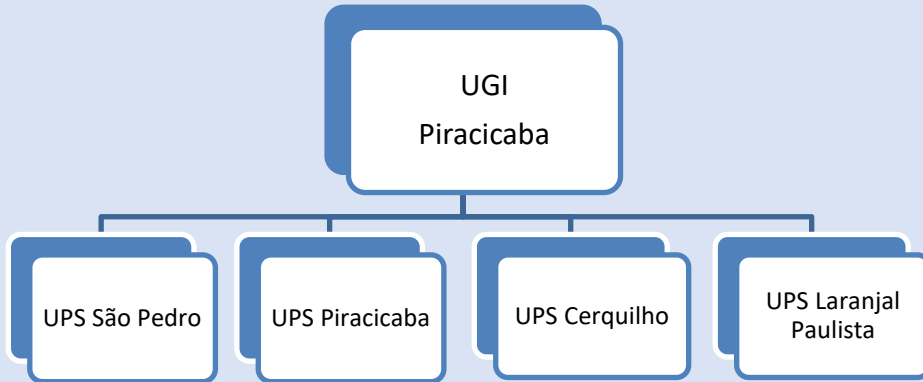 UGI
Piracicaba
UPS São Pedro
UPS Piracicaba
UPS Cerquilho
UPS Laranjal
Paulista